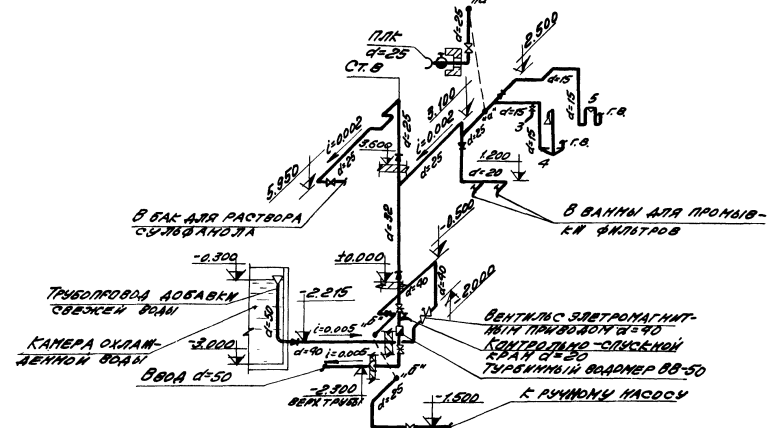 "а"
d=25
ПЛК
d=25
Ст. 8
2.500
d=15
d=15
5
г.в.
3
d=15
4
г.в.
3.100
i=0.002
"а"
d=25
d=25
i=0.002
d=25
5.950
d=25
3.600
1.200
d=20
d=32
В БАК ДЛЯ РАСТВОРА
СУЛЬФАНОЛА
В ВАННЫ ДЛЯ ПРОМЫВ-
КИ ФИЛЬТРОВ
-0.500
-0.300
±0.000
d=40
d=40
-2.000
ТРУБОПРОВОД ДОБАВКИ
СВЕЖЕЙ ВОДЫ
d=50
-2.215
"б"
i=0.005
d=40
i=0.005
ВЕНТИЛЬ С ЭЛЕТРОМАГНИТ-
НЫМ ПРИВОДОМ d=40
КОНТРОЛЬНО-СПУСКНОЙ
КРАН d=20
ТУРБИННЫЙ ВОДОМЕР ВВ-50
КАМЕРА ОХЛАЖ-
ДЕННОЙ ВОДЫ
-3.000
ВВОД d=50
-2.300
ВЕРХ ТРУБЫ
"б"
d=25
-1.500
К РУЧНОМУ НАСОСУ